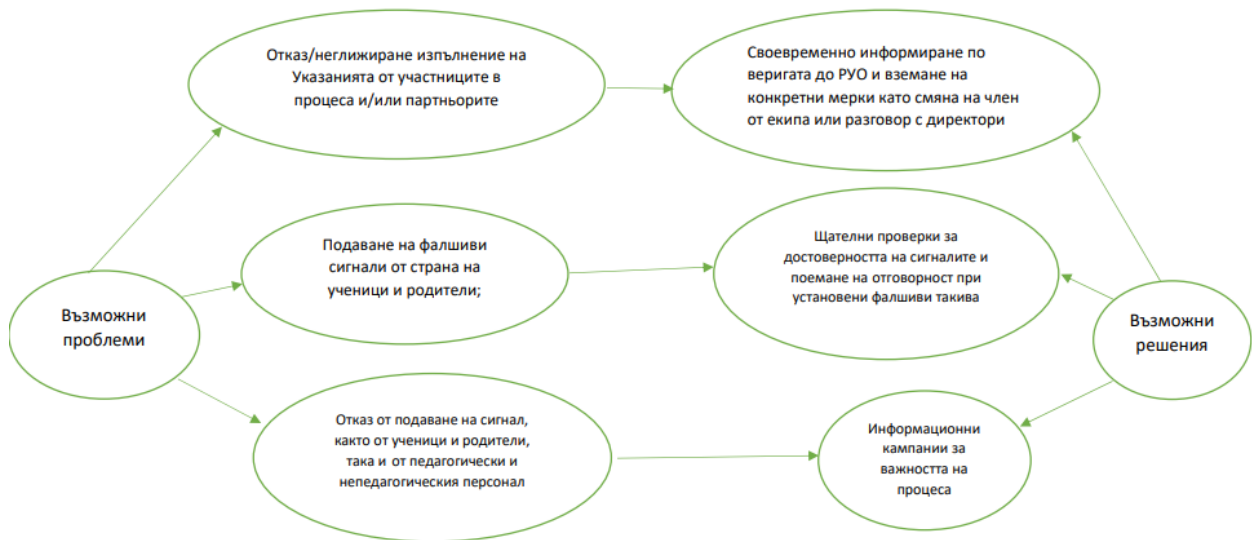 Отказ/неглижиране изпълнение на
Указанията от участниците в
процеса и/или партньорите
Своевременно информиране по
веригата до РУО и вземане на
конкретни мерки като смяна на член
от екипа или разговор с директори
Подаване на фалшиви
сигнали от страна на
ученици и родители;
Щателни проверки за
достоверността на сигналите и
поемане на отговорност при
установени фалшиви такива
Възможни
проблеми
Възможни
решения
Отказ от подаване на сигнал,
както от ученици и родители,
така и от педагогически и
непедагогическия персонал
Информационни
кампании за
важността на
процеса